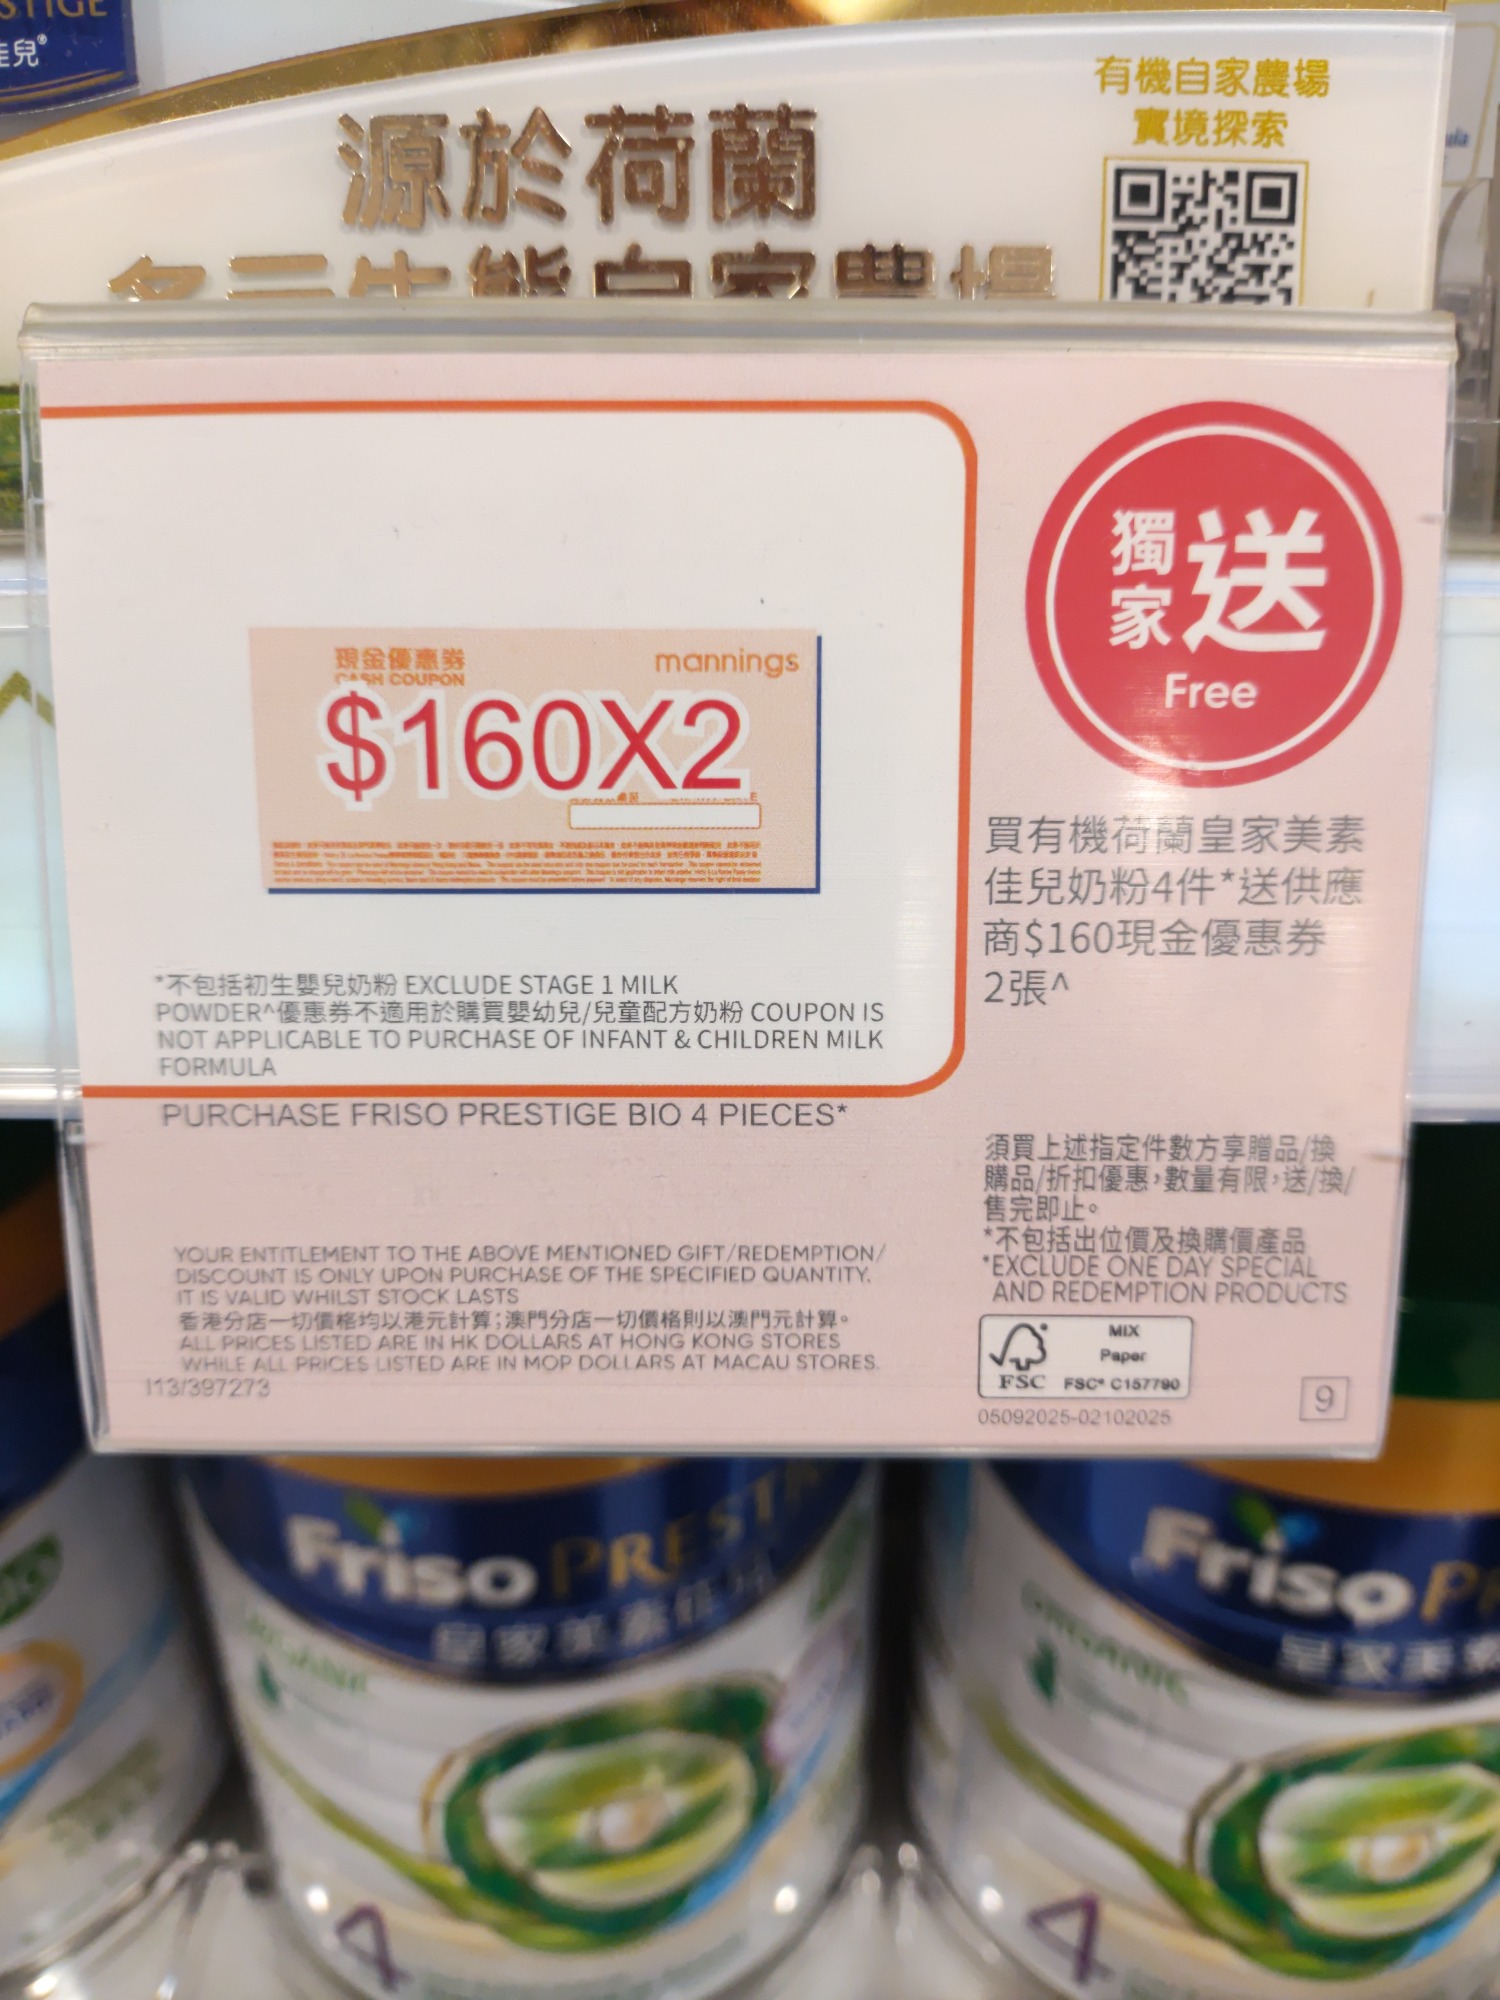 STIGE
佳兒®
源於荷蘭
多元生態自家農場
有機自家農場
實境探索
獨家送
Free
現金優惠券
CASH COUPON
mannings
$160X2
買有機荷蘭皇家美素
佳兒奶粉4件*送供應
商$160現金優惠券
2張^
*不包括初生嬰兒奶粉 EXCLUDE STAGE 1 MILK
POWDER^優惠券不適用於購買嬰幼兒/兒童配方奶粉 COUPON IS
NOT APPLICABLE TO PURCHASE OF INFANT & CHILDREN MILK
FORMULA
PURCHASE FRISO PRESTIGE BIO 4 PIECES*
須買上述指定件數方享贈品/換
購品/折扣優惠,數量有限,送/換/
售完即止。
*不包括出位價及換購價產品
*EXCLUDE ONE DAY SPECIAL
AND REDEMPTION PRODUCTS
YOUR ENTITLEMENT TO THE ABOVE MENTIONED GIFT/REDEMPTION/
DISCOUNT IS ONLY UPON PURCHASE OF THE SPECIFIED QUANTITY.
IT IS VALID WHILST STOCK LASTS
香港分店一切價格均以港元計算;澳門分店一切價格則以澳門元計算。
ALL PRICES LISTED ARE IN HK DOLLARS AT HONG KONG STORES
WHILE ALL PRICES LISTED ARE IN MOP DOLLARS AT MACAU STORES.
I13/397273
FSC
MIX
Paper
FSC® C157790
05092025-02102025
9
Friso PRESTI
皇家美素佳兒
ORGANIC
4
Friso PR
皇家美素
ORGANIC
4